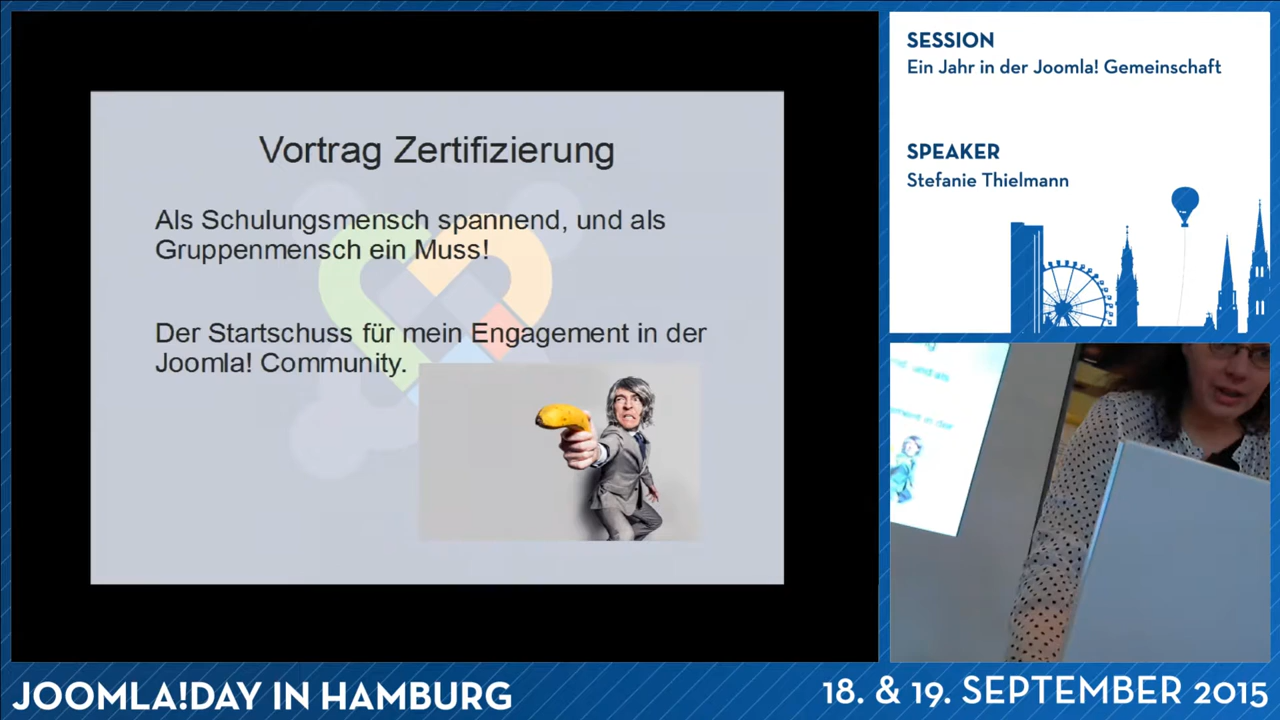 Vortrag Zertifizierung
Als Schulungsmensch spannend, und als
Gruppenmensch ein Muss!
Der Startschuss für mein Engagement in der
Joomla! Community.
SESSION
Ein Jahr in der Joomla! Gemeinschaft
SPEAKER
Stefanie Thielmann
JOOMLA!DAY IN HAMBURG
18. & 19. SEPTEMBER 2015